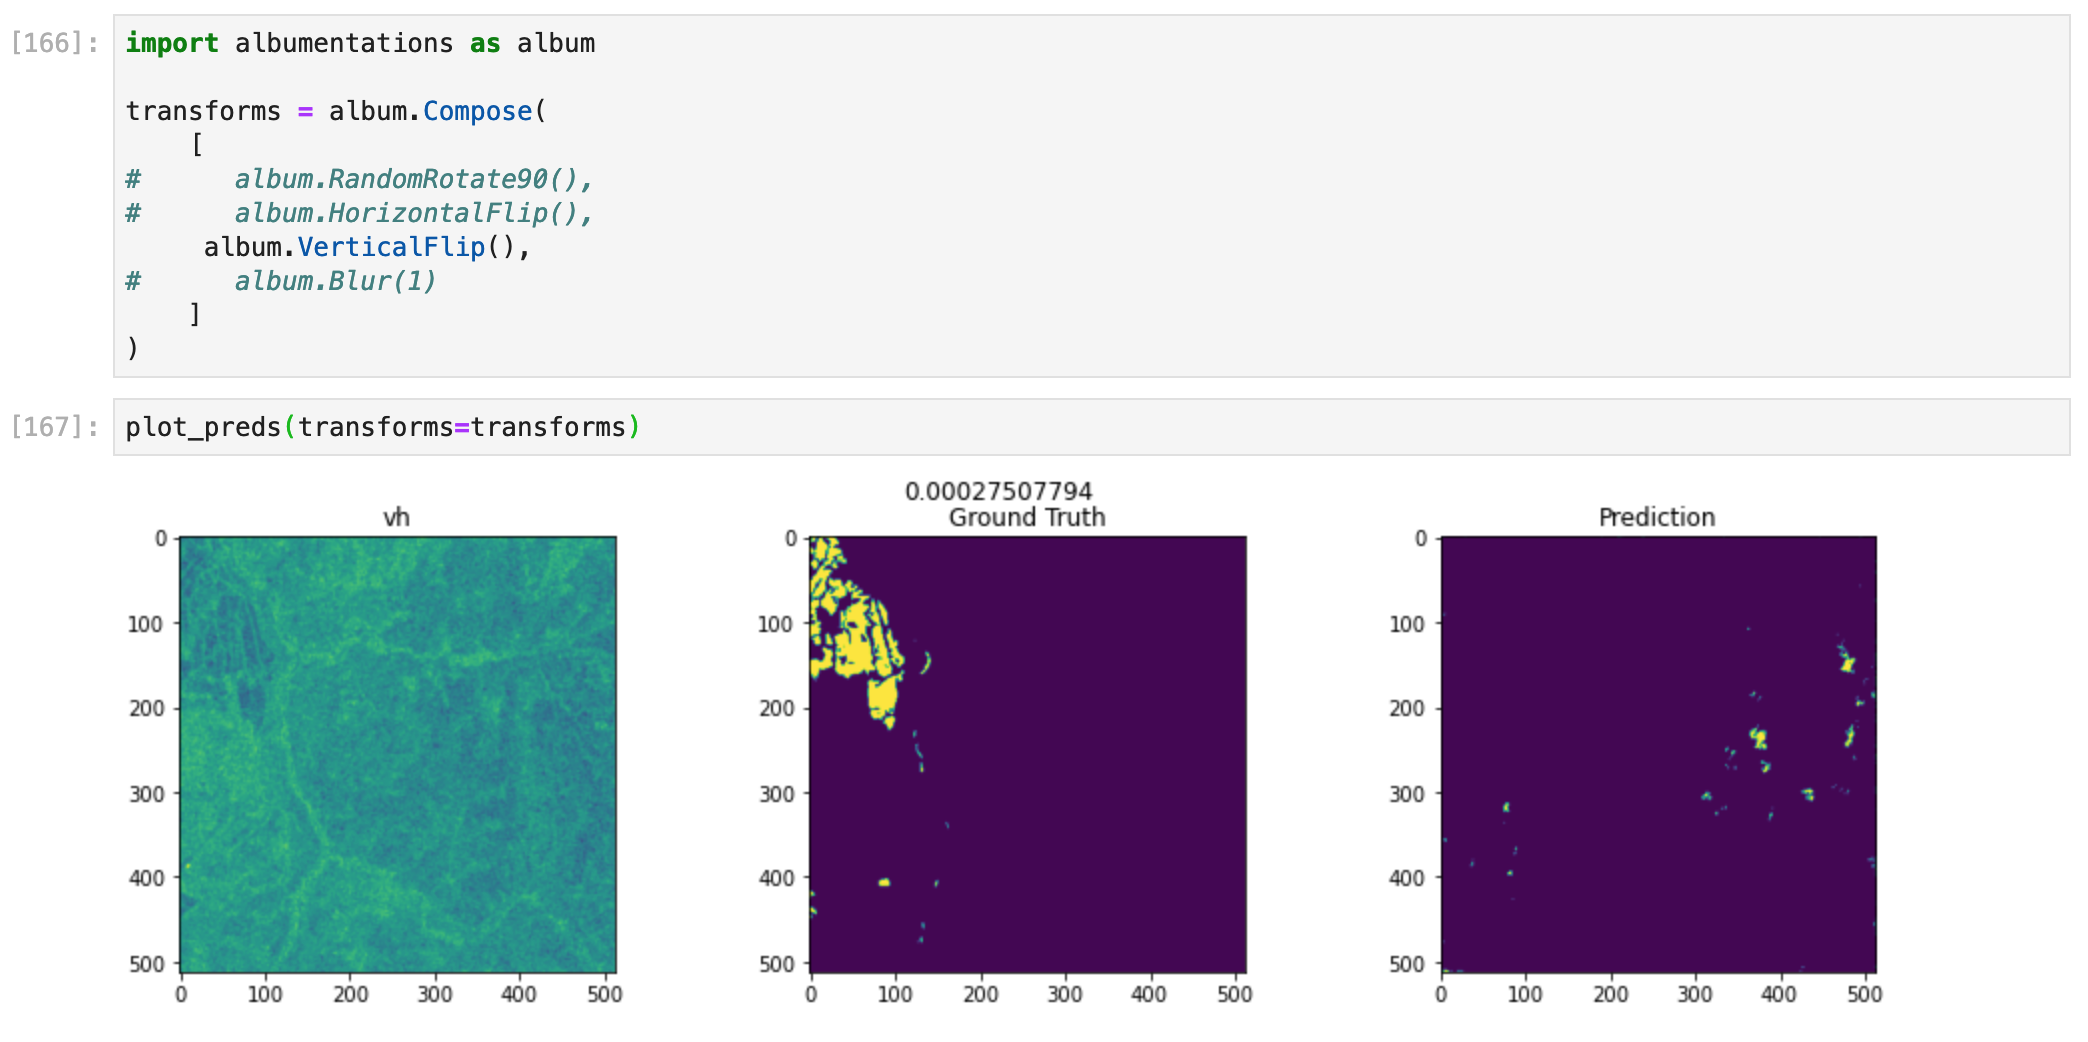 [166]: import albumentations as album
transforms = album.Compose(
[
# album.RandomRotate90(),
# album.HorizontalFlip(),
album.VerticalFlip(),
# album.Blur(1)
]
)
[167]: plot_preds(transforms=transforms)
0.00027507794
vh
Ground Truth
Prediction
0
100
200
300
400
500
0 100 200 300 400 500
0
100
200
300
400
500
0 100 200 300 400 500
0
100
200
300
400
500
0 100 200 300 400 500